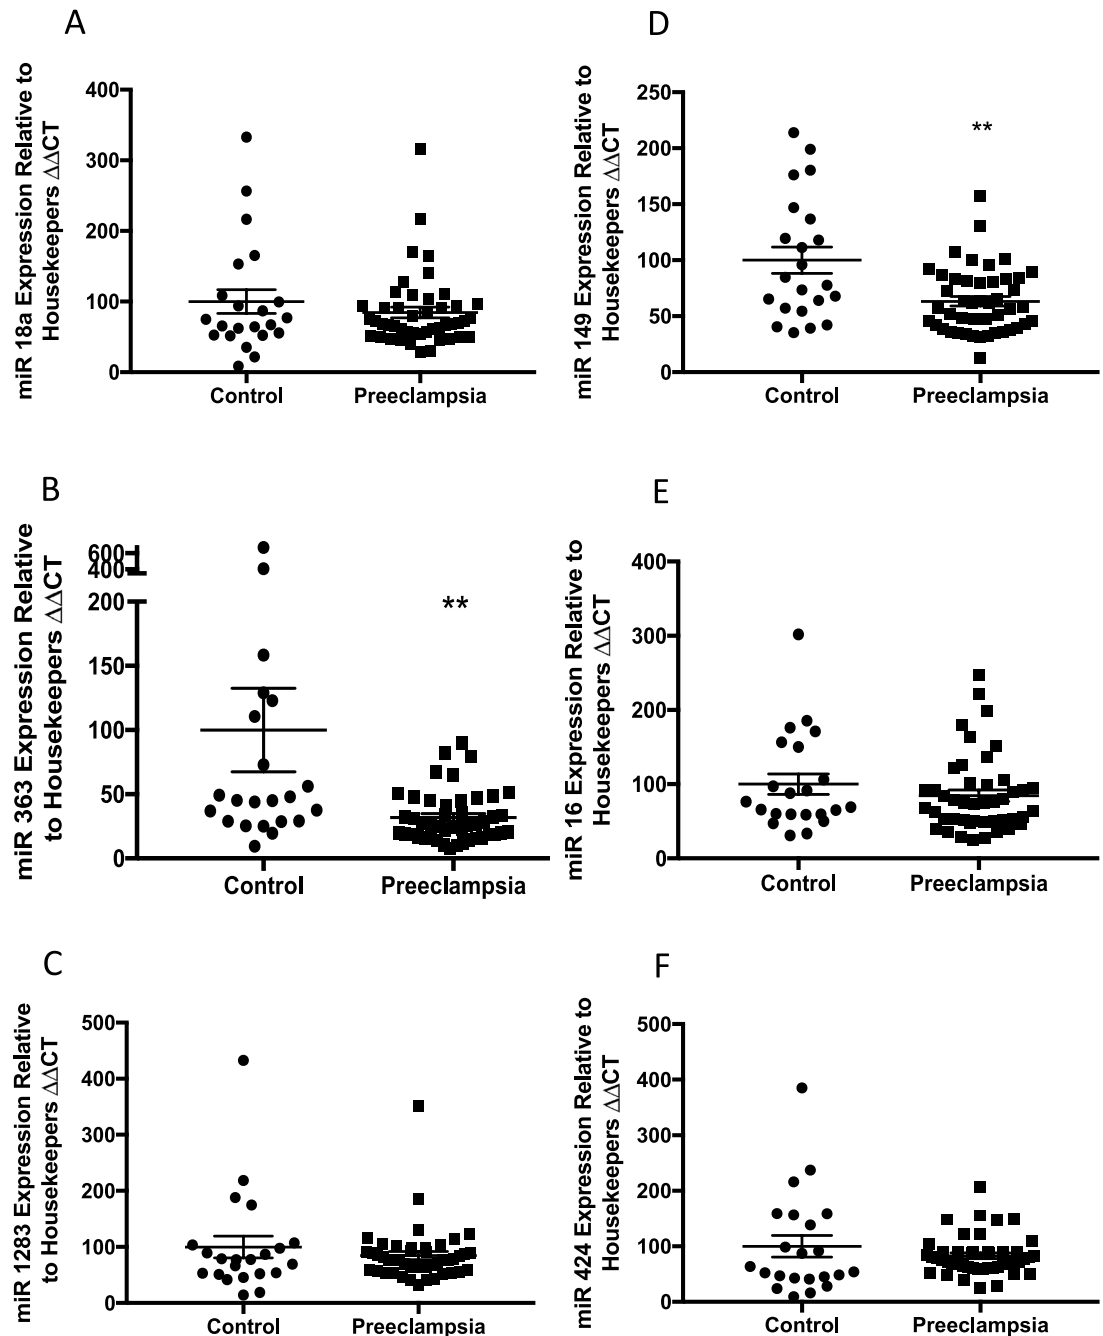 A
miR 18a Expression Relative to
Housekeepers ΔΔCT
400
300
200
100
0
Control
Preeclampsia
D
miR 149 Expression Relative to
Housekeepers ΔΔCT
250
200
150
100
50
0
**
Control
Preeclampsia
B
miR 363 Expression Relative
to Housekeepers ΔΔCT
600
400
200
150
100
50
0
**
Control
Preeclampsia
E
miR 16 Expression Relative to
Housekeepers ΔΔCT
400
300
200
100
0
Control
Preeclampsia
C
miR 1283 Expression Relative
to Housekeepers ΔΔCT
500
400
300
200
100
0
Control
Preeclampsia
F
miR 424 Expression Relative to
Housekeepers ΔΔCT
500
400
300
200
100
0
Control
Preeclampsia